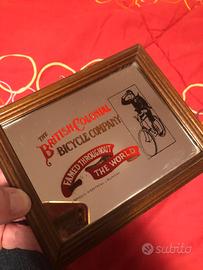 THE
BRITISH COLONIAL
BICYCLE COMPANY
FAMED THROUGHOUT
THE WORLD
subito